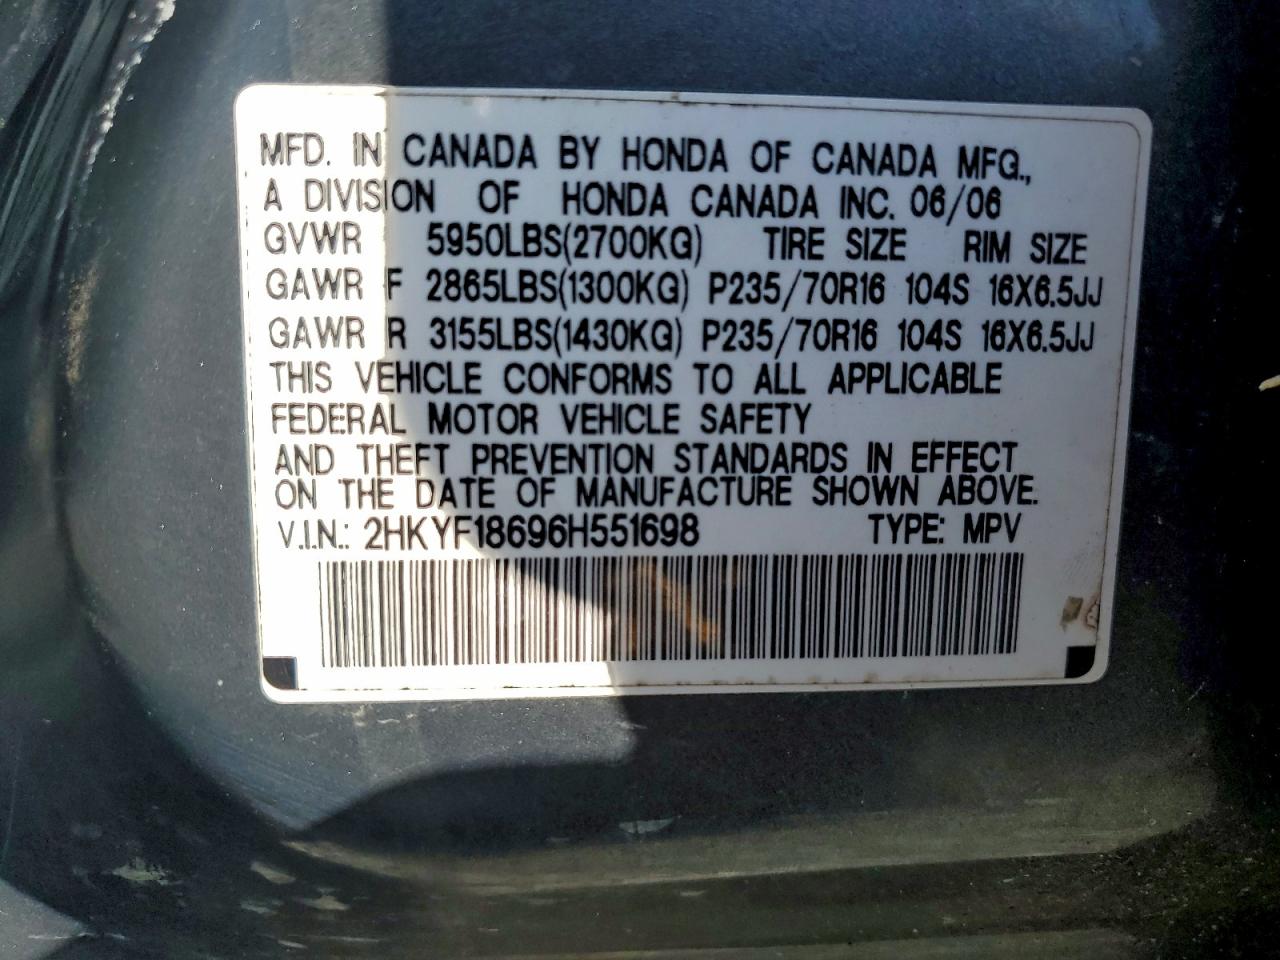 MFD. IN CANADA BY HONDA OF CANADA MFG.,
A DIVISION OF HONDA CANADA INC. 06/06
GVWR 5950LBS(2700KG) TIRE SIZE RIM SIZE
GAWR F 2865LBS(1300KG) P235/70R16 104S 16X6.5JJ
GAWR R 3155LBS(1430KG) P235/70R16 104S 16X6.5JJ
THIS VEHICLE CONFORMS TO ALL APPLICABLE
FEDERAL MOTOR VEHICLE SAFETY
AND THEFT PREVENTION STANDARDS IN EFFECT
ON THE DATE OF MANUFACTURE SHOWN ABOVE.
V.I.N.: 2HKYF18696H551698 TYPE: MPV